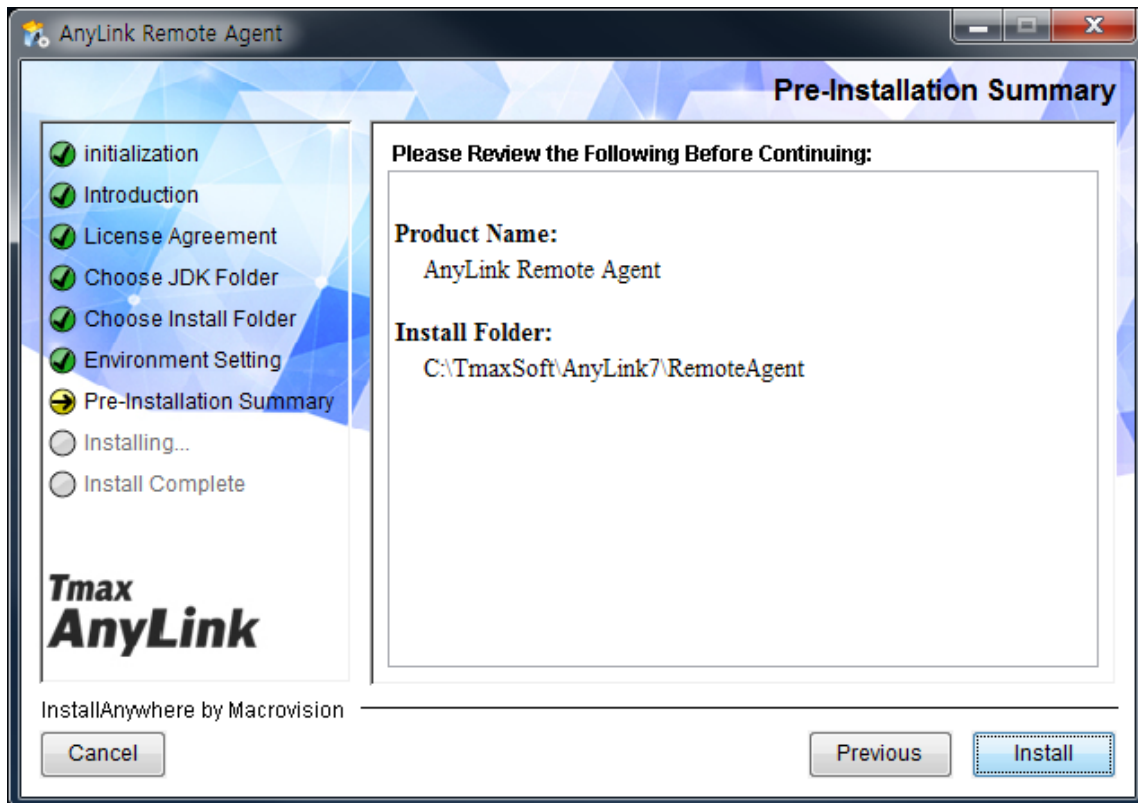 AnyLink Remote Agent
Pre-Installation Summary
initialization
Introduction
License Agreement
Choose JDK Folder
Choose Install Folder
Environment Setting
Pre-Installation Summary
Installing...
Install Complete
Tmax
AnyLink
Please Review the Following Before Continuing:
Product Name:
AnyLink Remote Agent
Install Folder:
C:\TmaxSoft\AnyLink7\RemoteAgent
InstallAnywhere by Macrovision
Cancel
Previous
Install